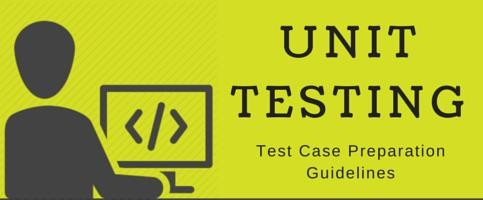 UNIT
TESTING
Test Case Preparation
Guidelines
</>